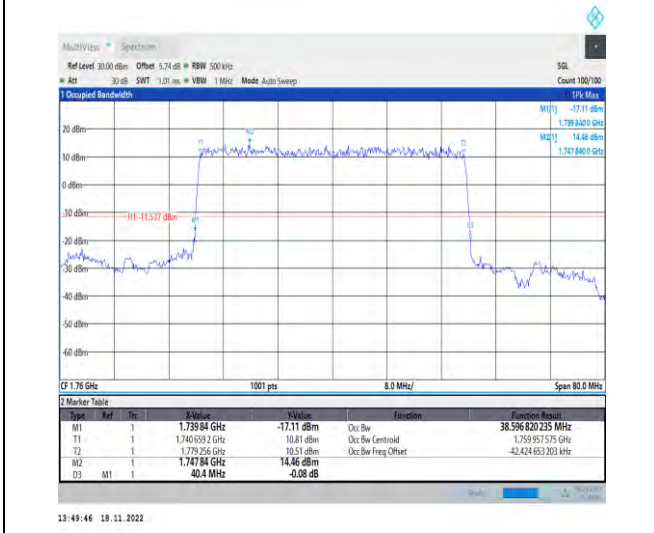 MultiView Spectrum
Ref Level 30.00 dBm Offset 5.74 dB RBW 500 kHz SGL
Att 30 dB SWT 1.01 ms VBW 1 MHz Mode Auto Sweep Count 100/100
1 Occupied Bandwidth 1Pk Max
M1[1] -17.11 dBm
1.739 840 0 GHz
M2[1] 14.46 dBm
1.747 840 0 GHz
20 dBm
M2
T1
T2
10 dBm
0 dBm
-10 dBm
H1 -11.537 dBm
M1
D3
-20 dBm
-30 dBm
-40 dBm
-50 dBm
-60 dBm
CF 1.76 GHz 1001 pts 8.0 MHz/ Span 80.0 MHz
2 Marker Table
Type Ref Trc X-Value Y-Value Function Function Result
M1 1 1.739 84 GHz -17.11 dBm Occ Bw 38.596 820 235 MHz
T1 1 1.740 659 2 GHz 10.81 dBm Occ Bw Centroid 1.759 957 575 GHz
T2 1 1.779 256 GHz 10.51 dBm Occ Bw Freq Offset -42.424 653 203 kHz
M2 1 1.747 84 GHz 14.46 dBm
D3 M1 1 40.4 MHz -0.08 dB
13:49:46 18.11.2022